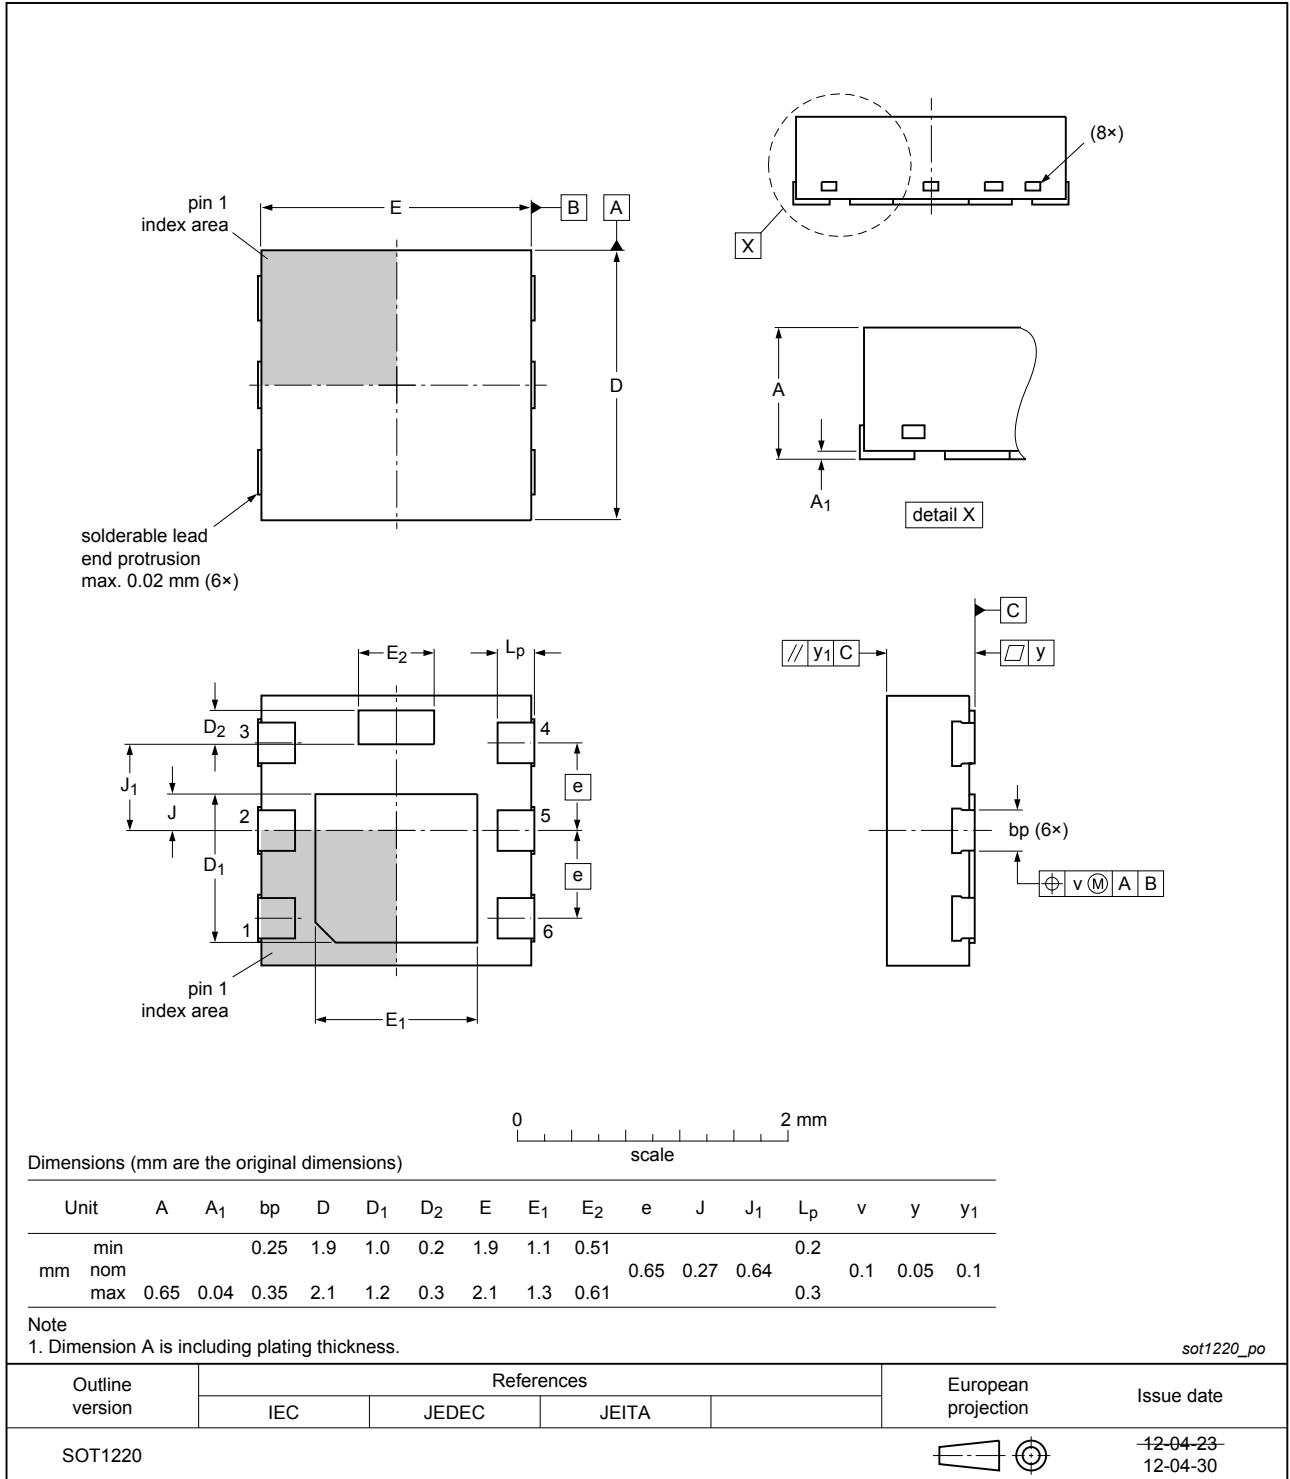 (8×)
X
pin 1
index area
E
B
A
D
solderable lead
end protrusion
max. 0.02 mm (6×)
A
A1
detail X
C
// y1 C
⏥ y
E2
Lp
D2
3
4
J1
J
e
2
5
D1
e
1
6
pin 1
index area
E1
bp (6×)
⌖ v Ⓜ A B
0 2 mm
scale
Dimensions (mm are the original dimensions)
Unit A A1 bp D D1 D2 E E1 E2 e J J1 Lp v y y1
min 0.25 1.9 1.0 0.2 1.9 1.1 0.51 0.2
mm nom 0.65 0.27 0.64 0.1 0.05 0.1
max 0.65 0.04 0.35 2.1 1.2 0.3 2.1 1.3 0.61 0.3
Note
1. Dimension A is including plating thickness.
sot1220_po
Outline
version
References
IEC JEDEC JEITA
European
projection
Issue date
SOT1220
12-04-23
12-04-30